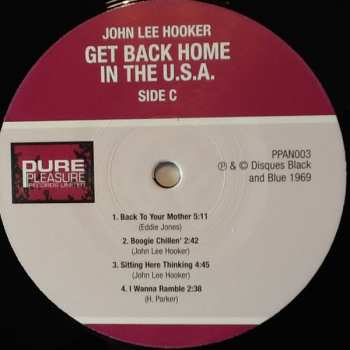 JOHN LEE HOOKER
GET BACK HOME
IN THE U.S.A.
SIDE C
PURE
PLEASURE
RECORDS LIMITED
PPAN003
℗ & © Disques Black
and Blue 1969
1. Back To Your Mother 5:11
(Eddie Jones)
2. Boogie Chillen' 2:42
(John Lee Hooker)
3. Sitting Here Thinking 4:45
(John Lee Hooker)
4. I Wanna Ramble 2:38
(H. Parker)